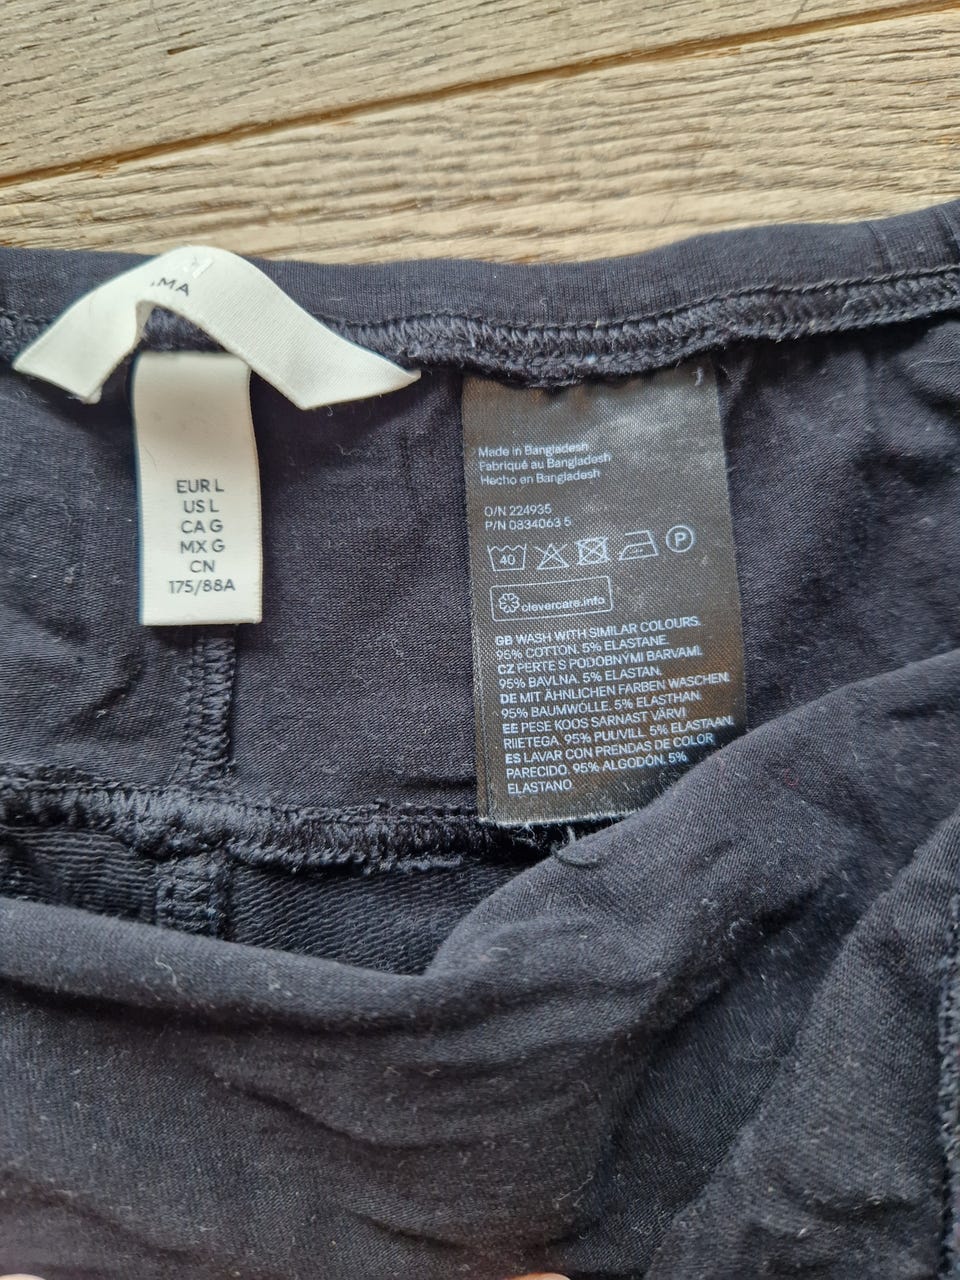 MA
EUR L
US L
CA G
MX G
CN
175/88A
Made in Bangladesh
Fabriqué au Bangladesh
Hecho en Bangladesh
O/N 224935
P/N 0834063 5
40
P
clevercare.info
GB WASH WITH SIMILAR COLOURS.
95% COTTON. 5% ELASTANE
CZ PERTE S PODOBNÝMI BARVAMI.
95% BAVLNA. 5% ELASTAN.
DE MIT ÄHNLICHEN FARBEN WASCHEN.
95% BAUMWOLLE. 5% ELASTHAN.
EE PESE KOOS SARNAST VÄRVI
RIIETEGA. 95% PUUVILL. 5% ELASTAAN.
ES LAVAR CON PRENDAS DE COLOR
PARECIDO. 95% ALGODÓN. 5%
ELASTANO